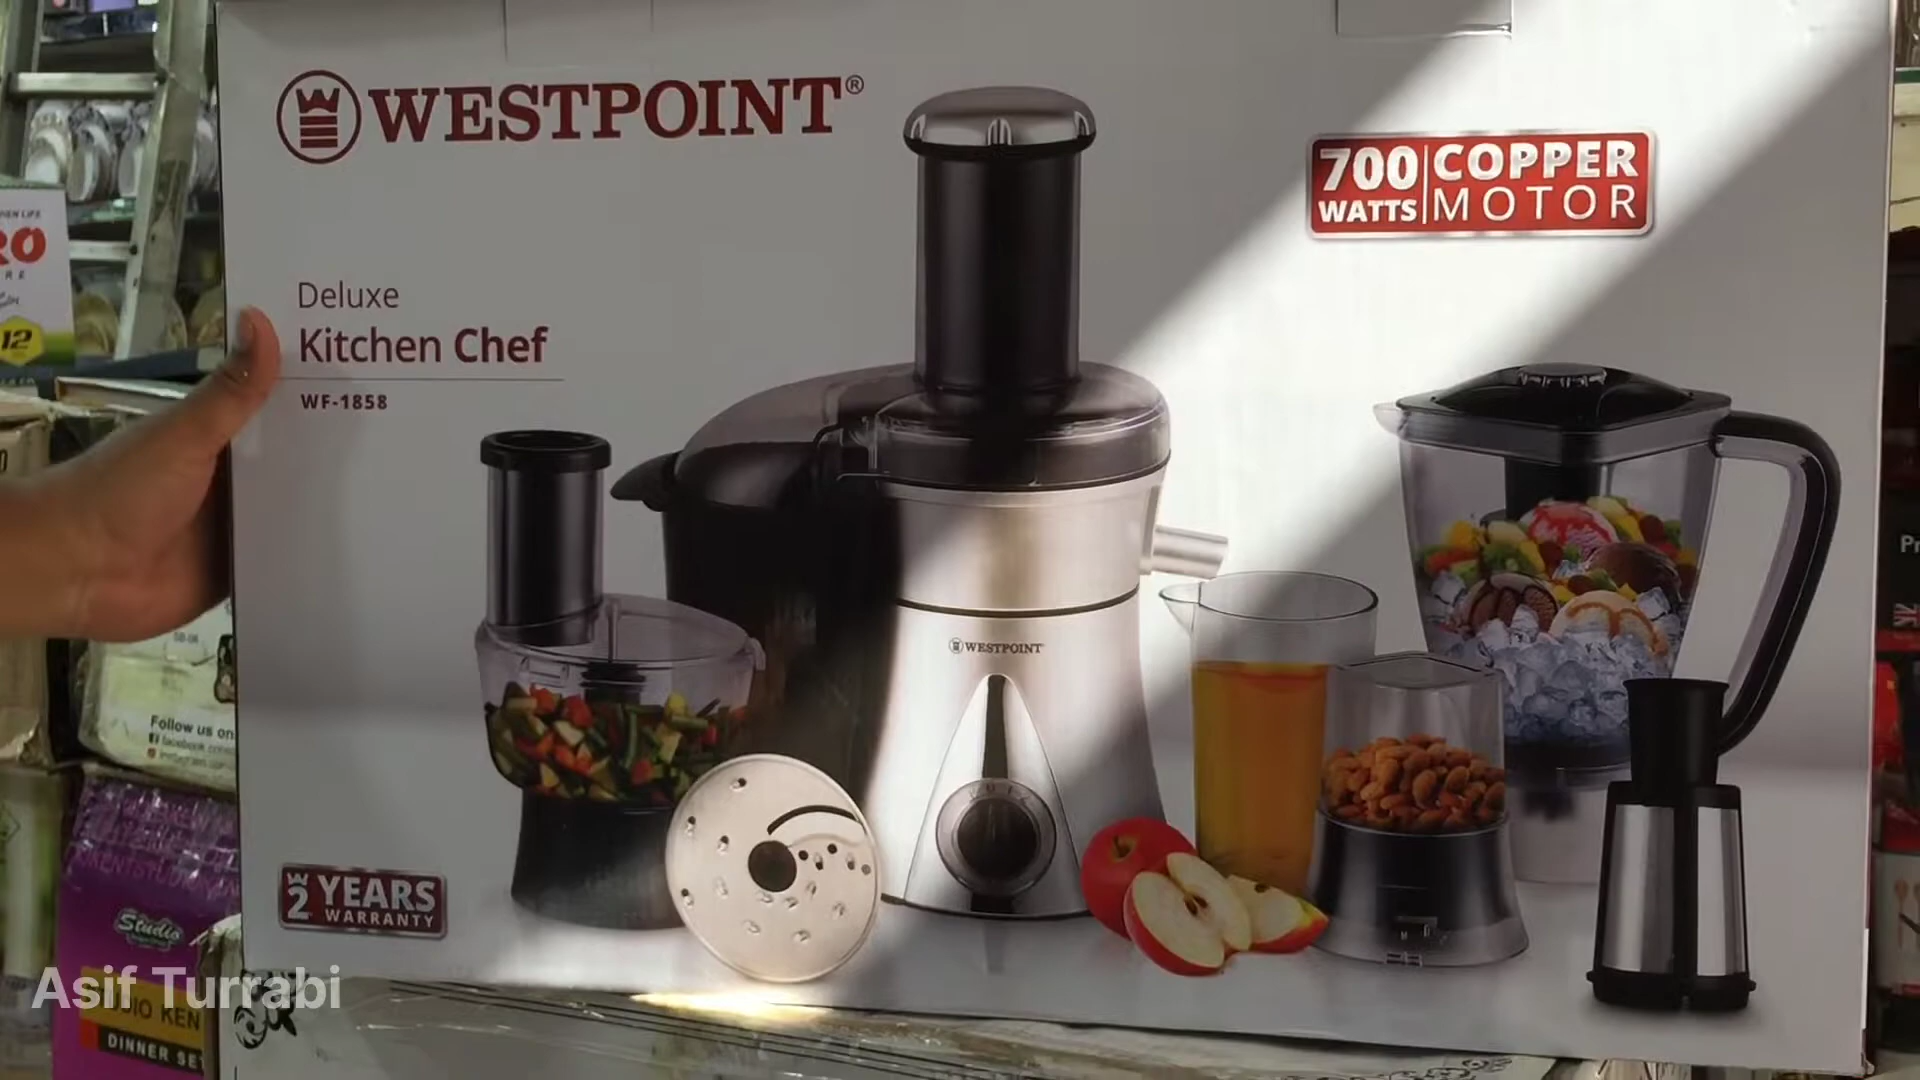 WESTPOINT®
700 WATTS COPPER MOTOR
Deluxe
Kitchen Chef
WF-1858
WESTPOINT
2 YEARS
WARRANTY
12
Follow us on
Studio
DINNER SET
Asif Turrabi